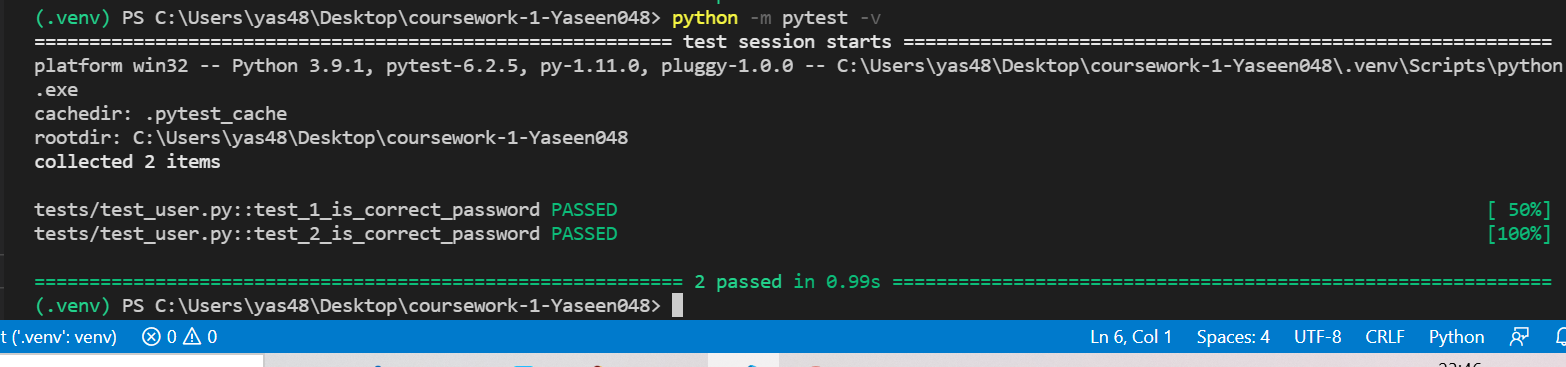 (.venv) PS C:\Users\yas48\Desktop\coursework-1-Yaseen048> python -m pytest -v
========================================================== test session starts ===========================================================
platform win32 -- Python 3.9.1, pytest-6.2.5, py-1.11.0, pluggy-1.0.0 -- C:\Users\yas48\Desktop\coursework-1-Yaseen048\.venv\Scripts\python
.exe
cachedir: .pytest_cache
rootdir: C:\Users\yas48\Desktop\coursework-1-Yaseen048
collected 2 items
tests/test_user.py::test_1_is_correct_password PASSED [ 50%]
tests/test_user.py::test_2_is_correct_password PASSED [100%]
=========================================================== 2 passed in 0.99s ============================================================
(.venv) PS C:\Users\yas48\Desktop\coursework-1-Yaseen048>
t ('.venv': venv) 0 0 Ln 6, Col 1 Spaces: 4 UTF-8 CRLF Python